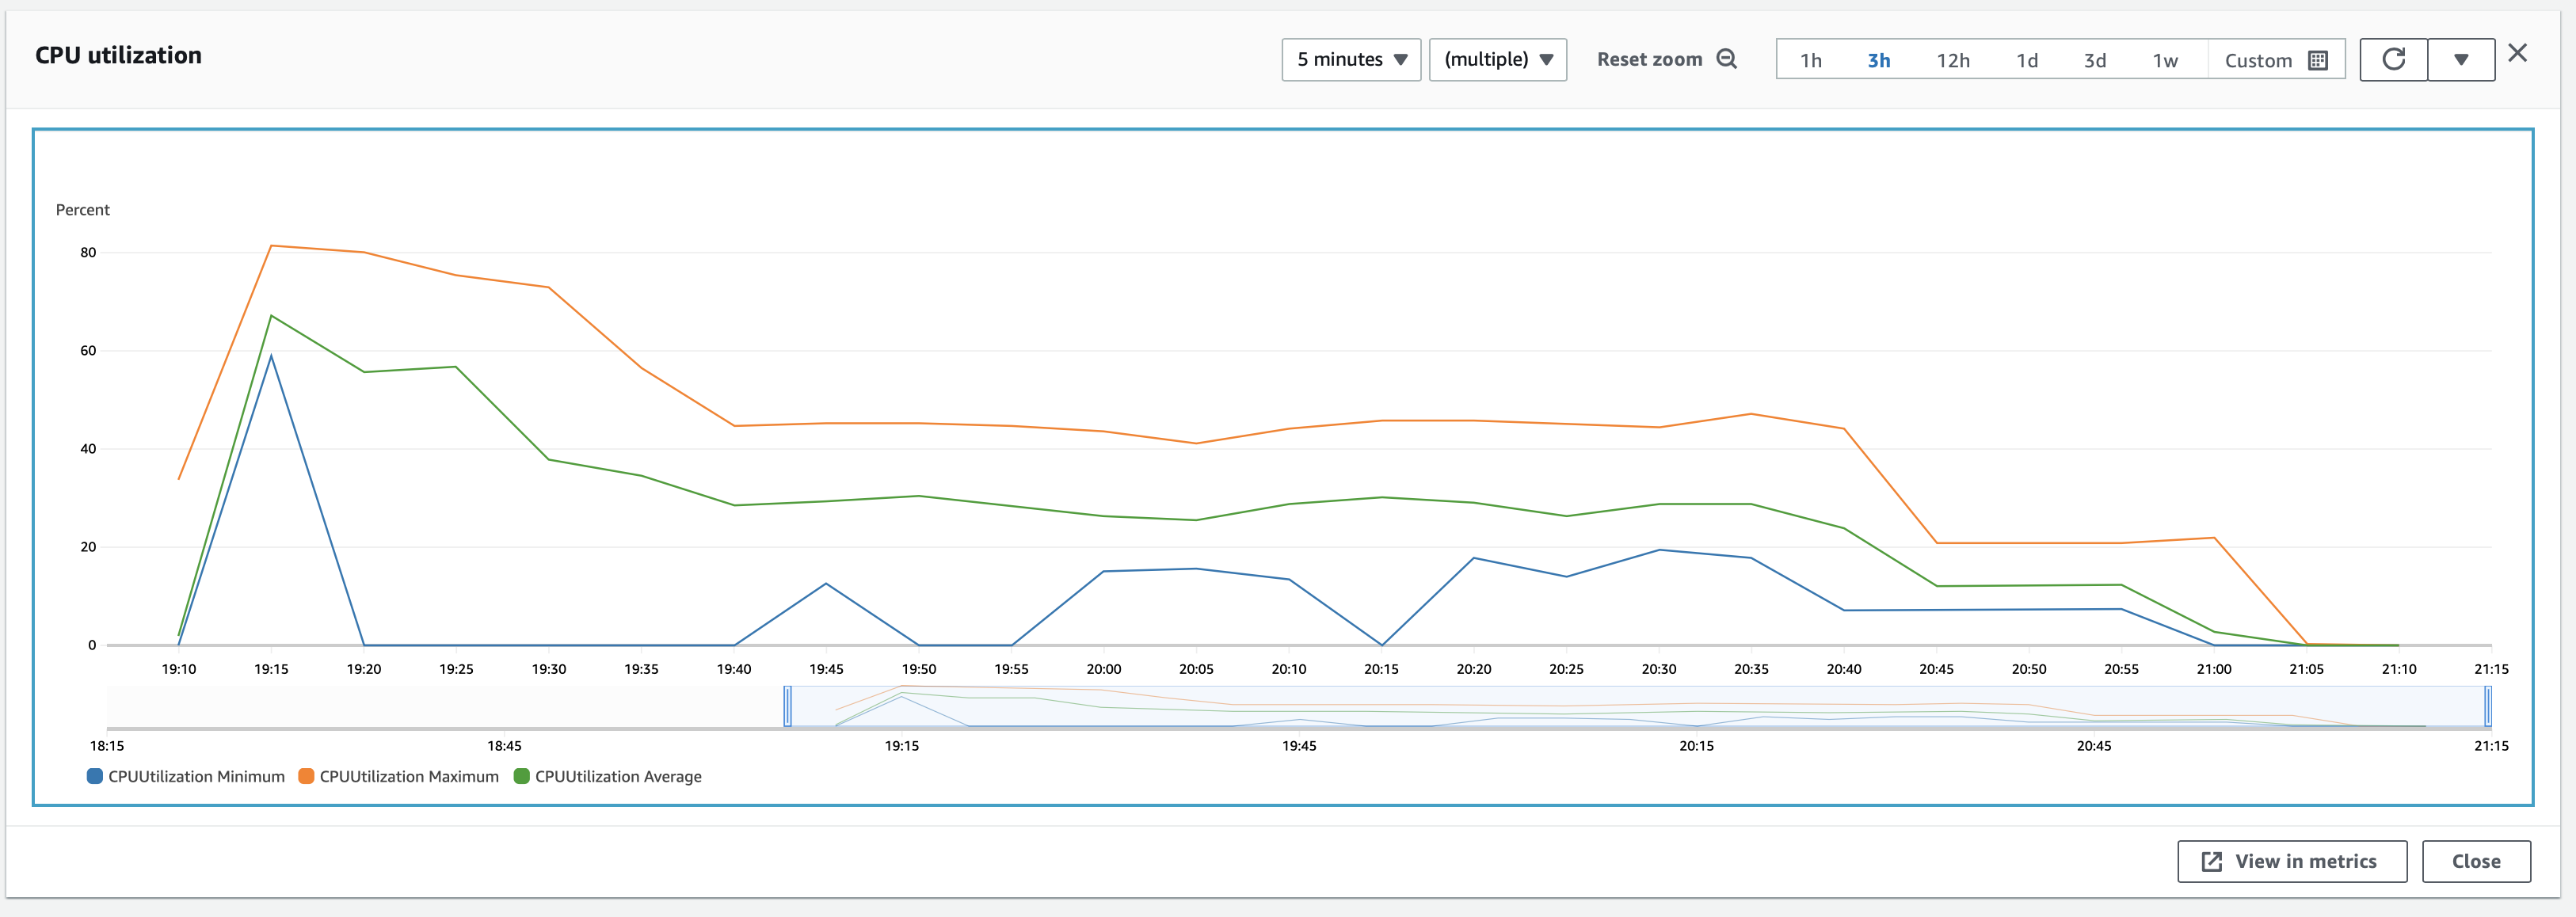 CPU utilization
5 minutes (multiple) Reset zoom 1h 3h 12h 1d 3d 1w Custom
Percent
80
60
40
20
0
19:10 19:15 19:20 19:25 19:30 19:35 19:40 19:45 19:50 19:55 20:00 20:05 20:10 20:15 20:20 20:25 20:30 20:35 20:40 20:45 20:50 20:55 21:00 21:05 21:10 21:15
18:15 18:45 19:15 19:45 20:15 20:45 21:15
CPUUtilization Minimum CPUUtilization Maximum CPUUtilization Average
View in metrics Close